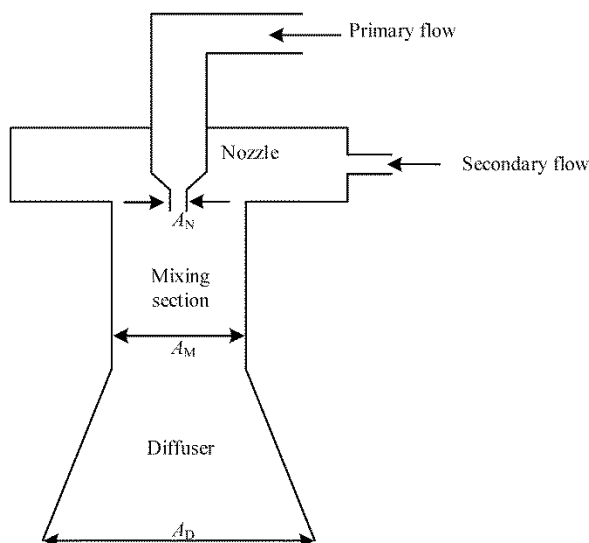 Primary flow
Nozzle
Secondary flow
A_N
Mixing
section
A_M
Diffuser
A_D